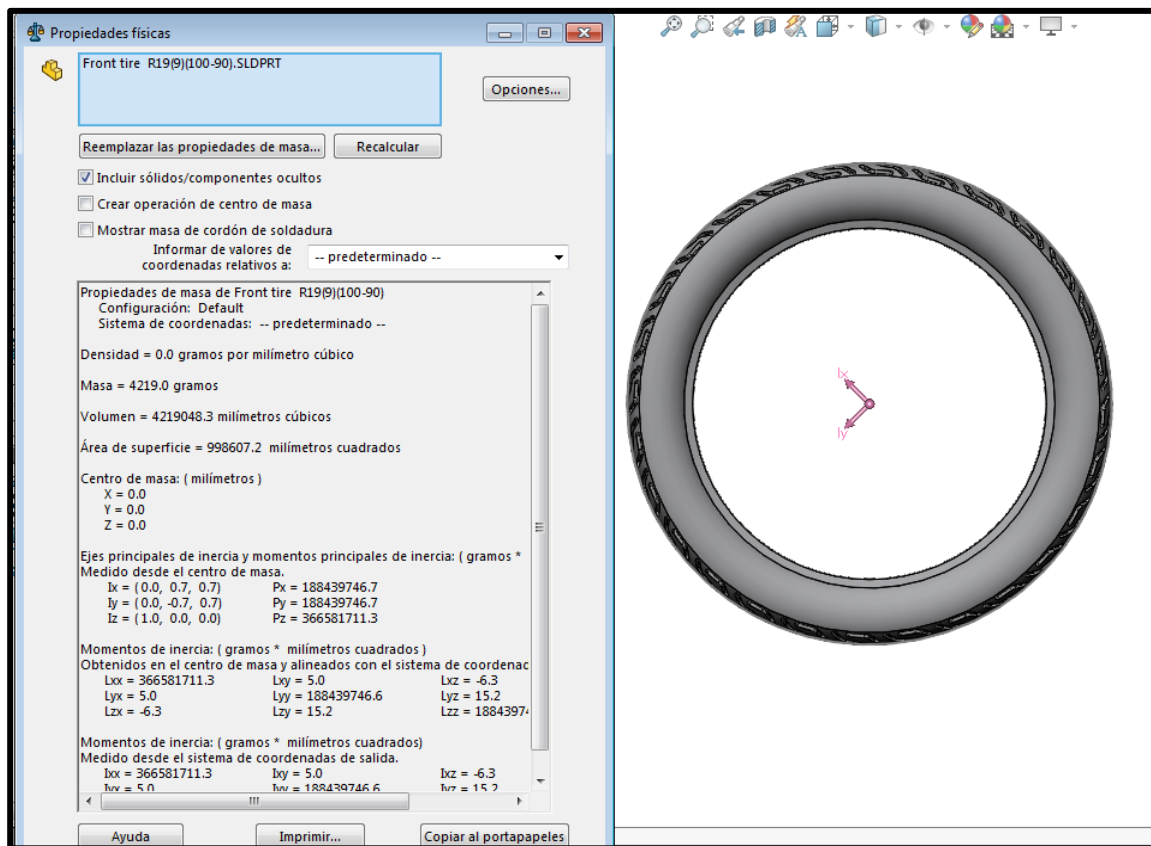 Propiedades físicas
Front tire R19(9)(100-90).SLDPRT
Opciones...
Reemplazar las propiedades de masa...
Recalcular
Incluir sólidos/componentes ocultos
Crear operación de centro de masa
Mostrar masa de cordón de soldadura
Informar de valores de
coordenadas relativos a:
-- predeterminado --
Propiedades de masa de Front tire R19(9)(100-90)
Configuración: Default
Sistema de coordenadas: -- predeterminado --
Densidad = 0.0 gramos por milímetro cúbico
Masa = 4219.0 gramos
Volumen = 4219048.3 milímetros cúbicos
Área de superficie = 998607.2 milímetros cuadrados
Centro de masa: ( milímetros )
X = 0.0
Y = 0.0
Z = 0.0
Ejes principales de inercia y momentos principales de inercia: ( gramos *
Medido desde el centro de masa.
Ix = ( 0.0, 0.7, 0.7) Px = 188439746.7
Iy = ( 0.0, -0.7, 0.7) Py = 188439746.7
Iz = ( 1.0, 0.0, 0.0) Pz = 366581711.3
Momentos de inercia: ( gramos * milímetros cuadrados )
Obtenidos en el centro de masa y alineados con el sistema de coordenac
Lxx = 366581711.3 Lxy = 5.0 Lxz = -6.3
Lyx = 5.0 Lyy = 188439746.6 Lyz = 15.2
Lzx = -6.3 Lzy = 15.2 Lzz = 1884397
Momentos de inercia: ( gramos * milímetros cuadrados)
Medido desde el sistema de coordenadas de salida.
Ixx = 366581711.3 Ixy = 5.0 Ixz = -6.3
Iyx = 5.0 Iyy = 188439746.6 Iyz = 15.2
Ayuda
Imprimir...
Copiar al portapapeles
Ix
Iy